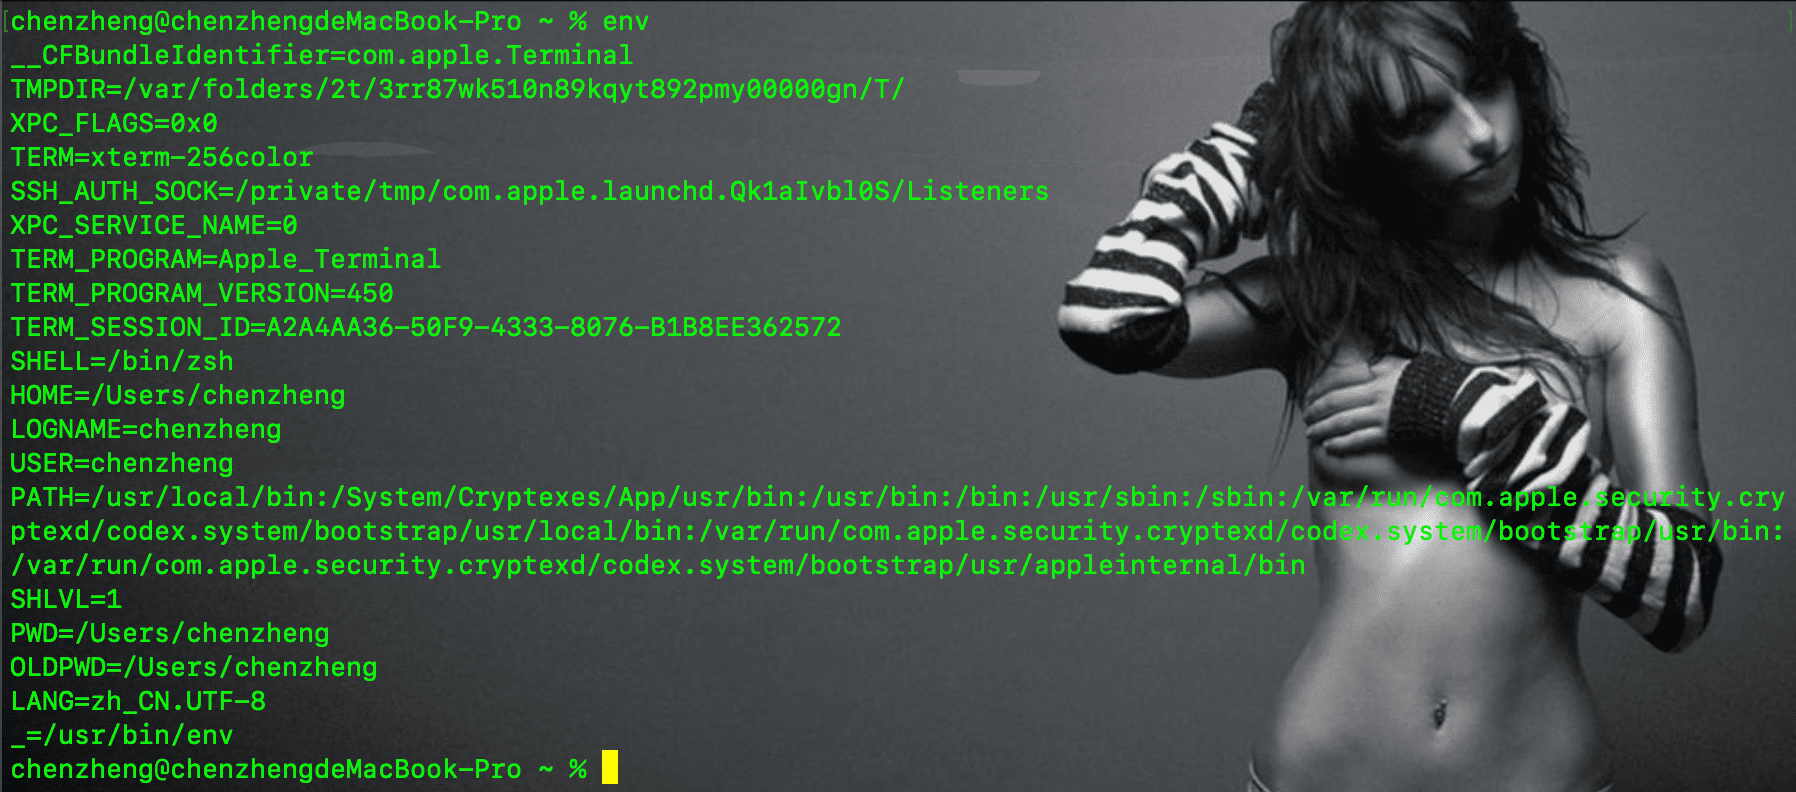 chenzheng@chenzhengdeMacBook-Pro ~ % env
__CFBundleIdentifier=com.apple.Terminal
TMPDIR=/var/folders/2t/3rr87wk510n89kqyt892pmy00000gn/T/
XPC_FLAGS=0x0
TERM=xterm-256color
SSH_AUTH_SOCK=/private/tmp/com.apple.launchd.Qk1aIvbl0S/Listeners
XPC_SERVICE_NAME=0
TERM_PROGRAM=Apple_Terminal
TERM_PROGRAM_VERSION=450
TERM_SESSION_ID=A2A4AA36-50F9-4333-8076-B1B8EE362572
SHELL=/bin/zsh
HOME=/Users/chenzheng
LOGNAME=chenzheng
USER=chenzheng
PATH=/usr/local/bin:/System/Cryptexes/App/usr/bin:/usr/bin:/bin:/usr/sbin:/sbin:/var/run/com.apple.security.cry
ptexd/codex.system/bootstrap/usr/local/bin:/var/run/com.apple.security.cryptexd/codex.system/bootstrap/usr/bin:
/var/run/com.apple.security.cryptexd/codex.system/bootstrap/usr/appleinternal/bin
SHLVL=1
PWD=/Users/chenzheng
OLDPWD=/Users/chenzheng
LANG=zh_CN.UTF-8
_=/usr/bin/env
chenzheng@chenzhengdeMacBook-Pro ~ %